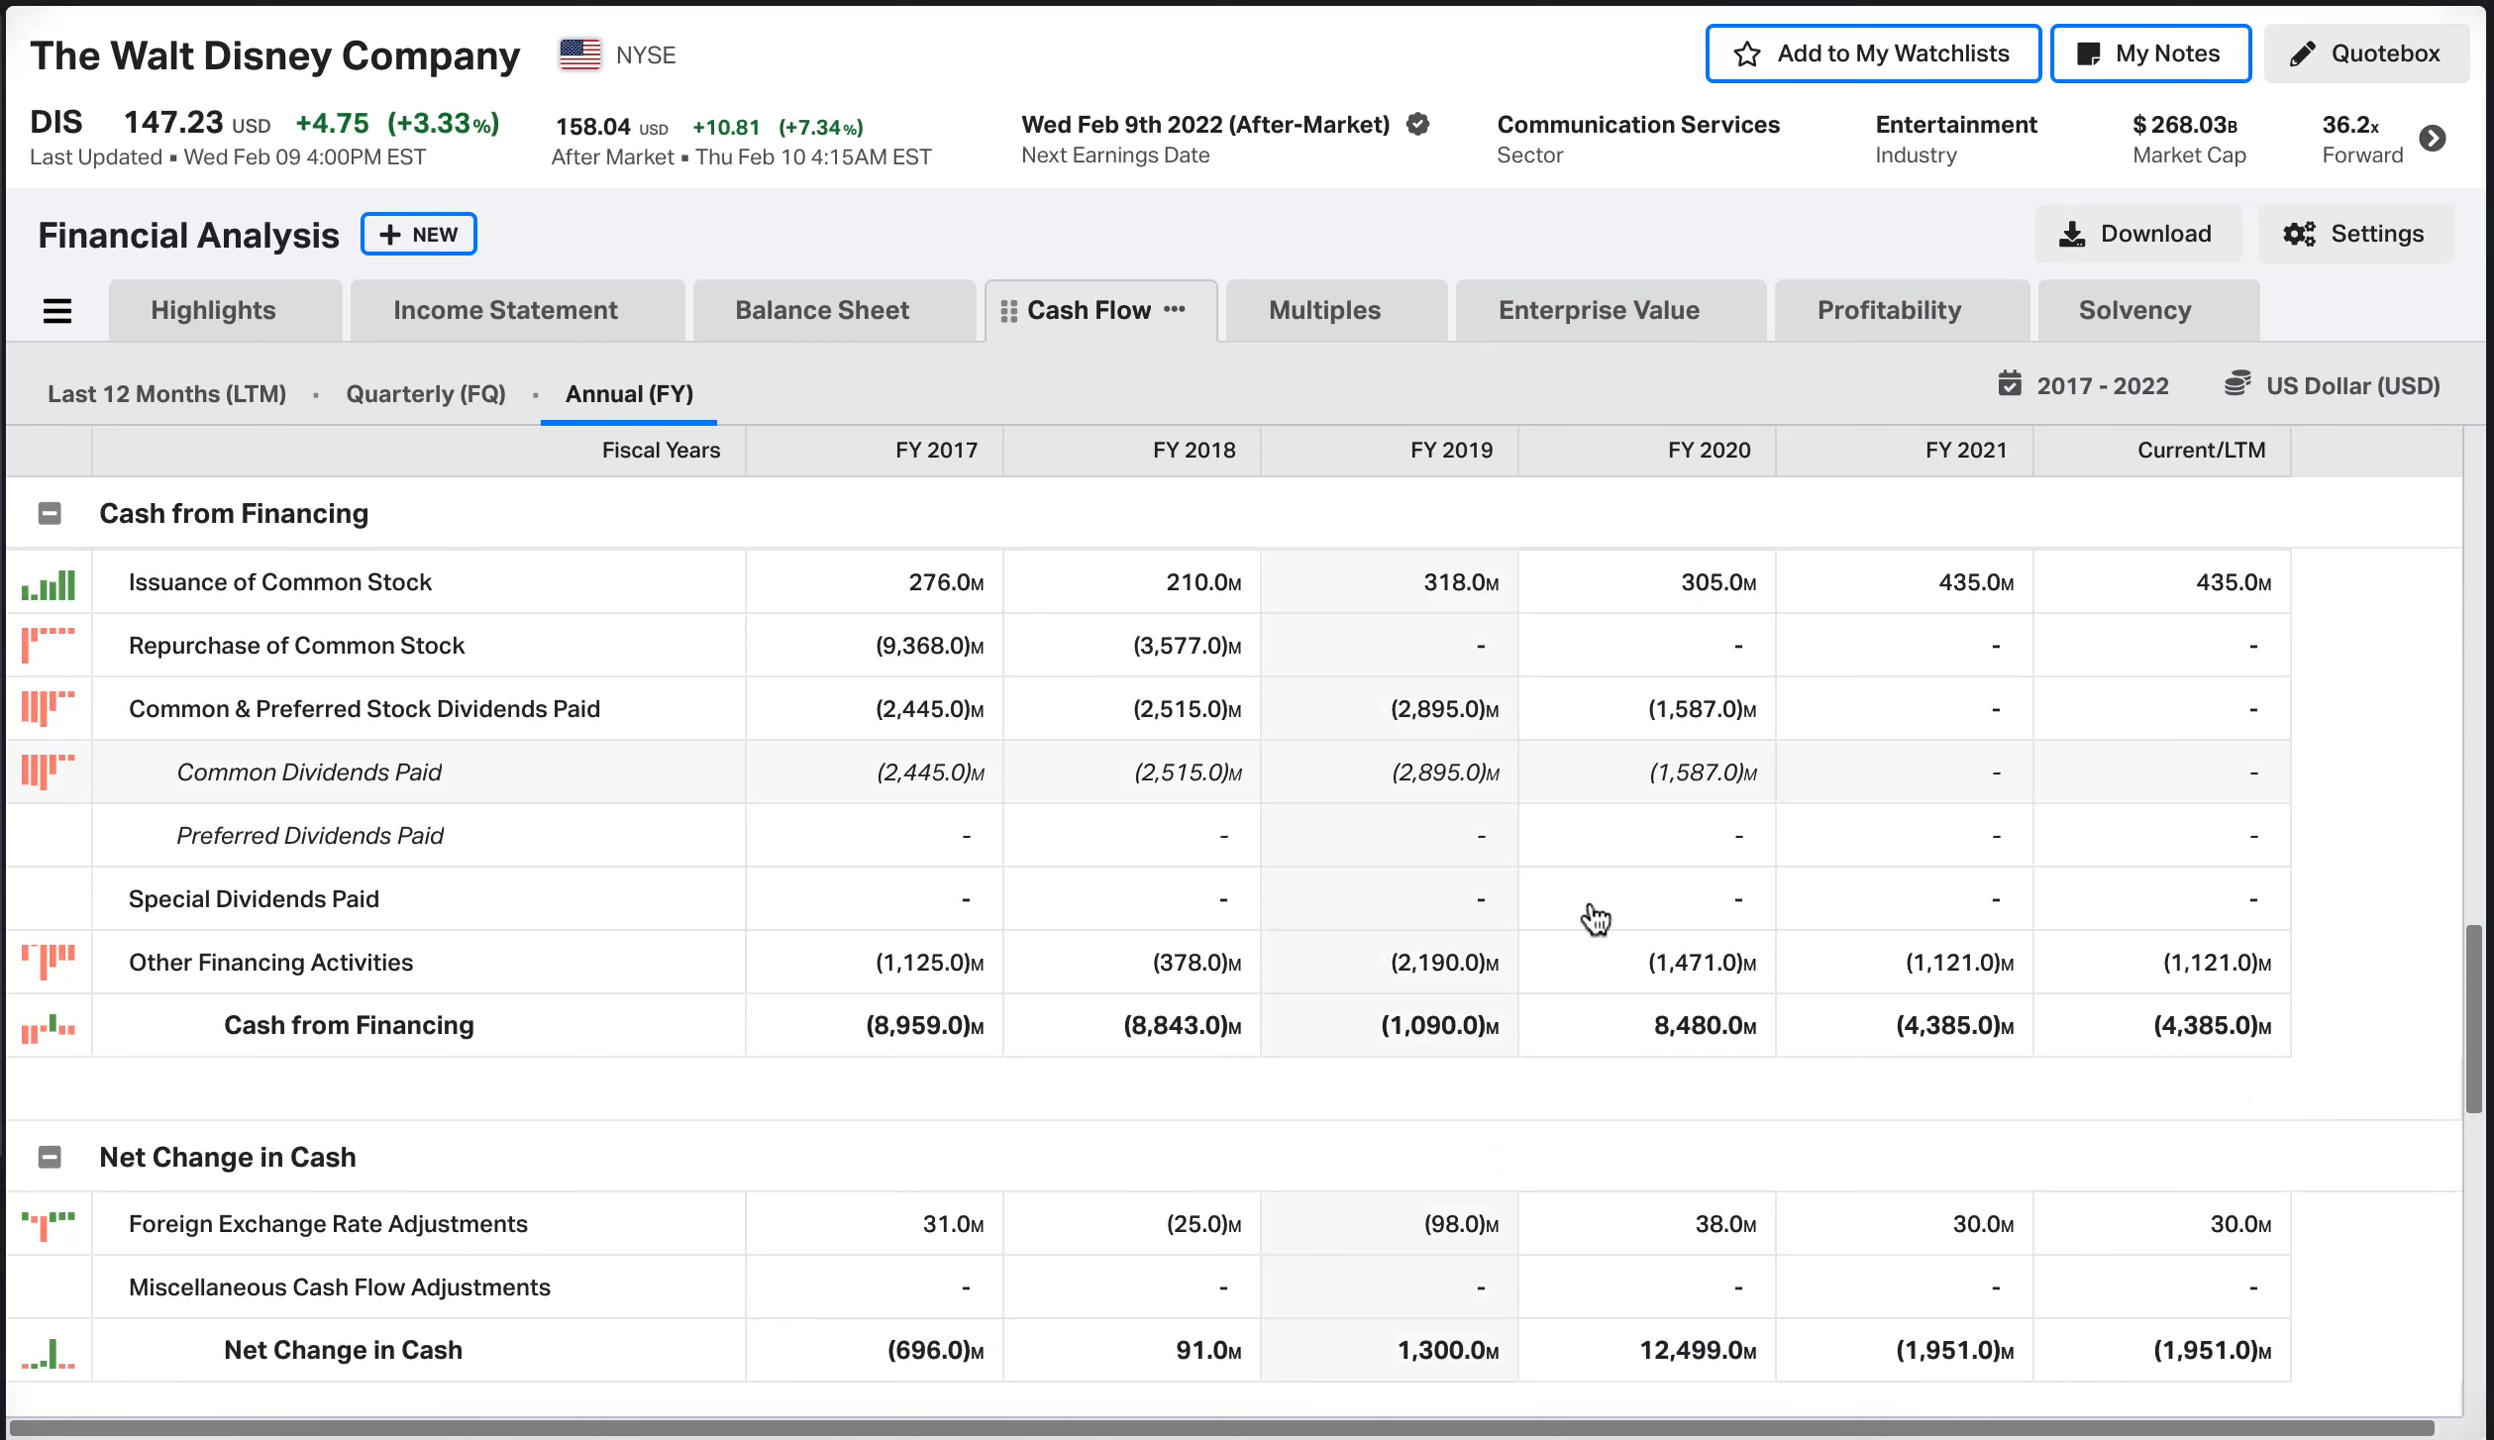 The Walt Disney Company NYSE Add to My Watchlists My Notes Quotebox
DIS 147.23 USD +4.75 (+3.33%) 158.04 USD +10.81 (+7.34%) Wed Feb 9th 2022 (After-Market) Communication Services Entertainment $268.03B 36.2x
Last Updated ▪ Wed Feb 09 4:00PM EST After Market ▪ Thu Feb 10 4:15AM EST Next Earnings Date Sector Industry Market Cap Forward
Financial Analysis + NEW Download Settings
Highlights Income Statement Balance Sheet Cash Flow ••• Multiples Enterprise Value Profitability Solvency
Last 12 Months (LTM) · Quarterly (FQ) · Annual (FY) 2017 - 2022 US Dollar (USD)
Fiscal Years FY 2017 FY 2018 FY 2019 FY 2020 FY 2021 Current/LTM
Cash from Financing
Issuance of Common Stock 276.0M 210.0M 318.0M 305.0M 435.0M 435.0M
Repurchase of Common Stock (9,368.0)M (3,577.0)M - - - -
Common & Preferred Stock Dividends Paid (2,445.0)M (2,515.0)M (2,895.0)M (1,587.0)M - -
Common Dividends Paid (2,445.0)M (2,515.0)M (2,895.0)M (1,587.0)M - -
Preferred Dividends Paid - - - - - -
Special Dividends Paid - - - - - -
Other Financing Activities (1,125.0)M (378.0)M (2,190.0)M (1,471.0)M (1,121.0)M (1,121.0)M
Cash from Financing (8,959.0)M (8,843.0)M (1,090.0)M 8,480.0M (4,385.0)M (4,385.0)M
Net Change in Cash
Foreign Exchange Rate Adjustments 31.0M (25.0)M (98.0)M 38.0M 30.0M 30.0M
Miscellaneous Cash Flow Adjustments - - - - - -
Net Change in Cash (696.0)M 91.0M 1,300.0M 12,499.0M (1,951.0)M (1,951.0)M